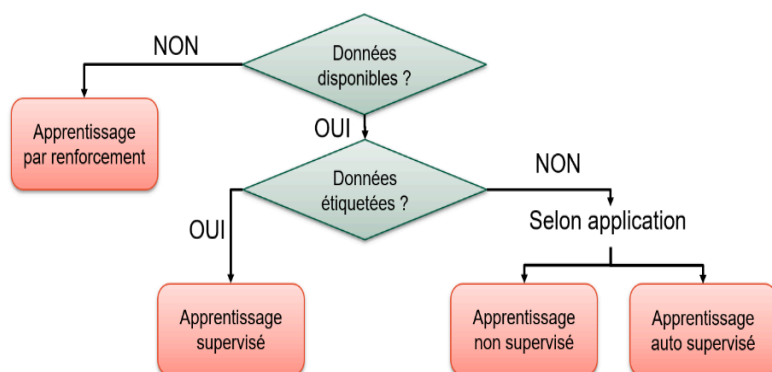 NON
Données
disponibles ?
Apprentissage
par renforcement
OUI
Données
étiquetées ?
NON
OUI
Selon application
Apprentissage
supervisé
Apprentissage
non supervisé
Apprentissage
auto supervisé